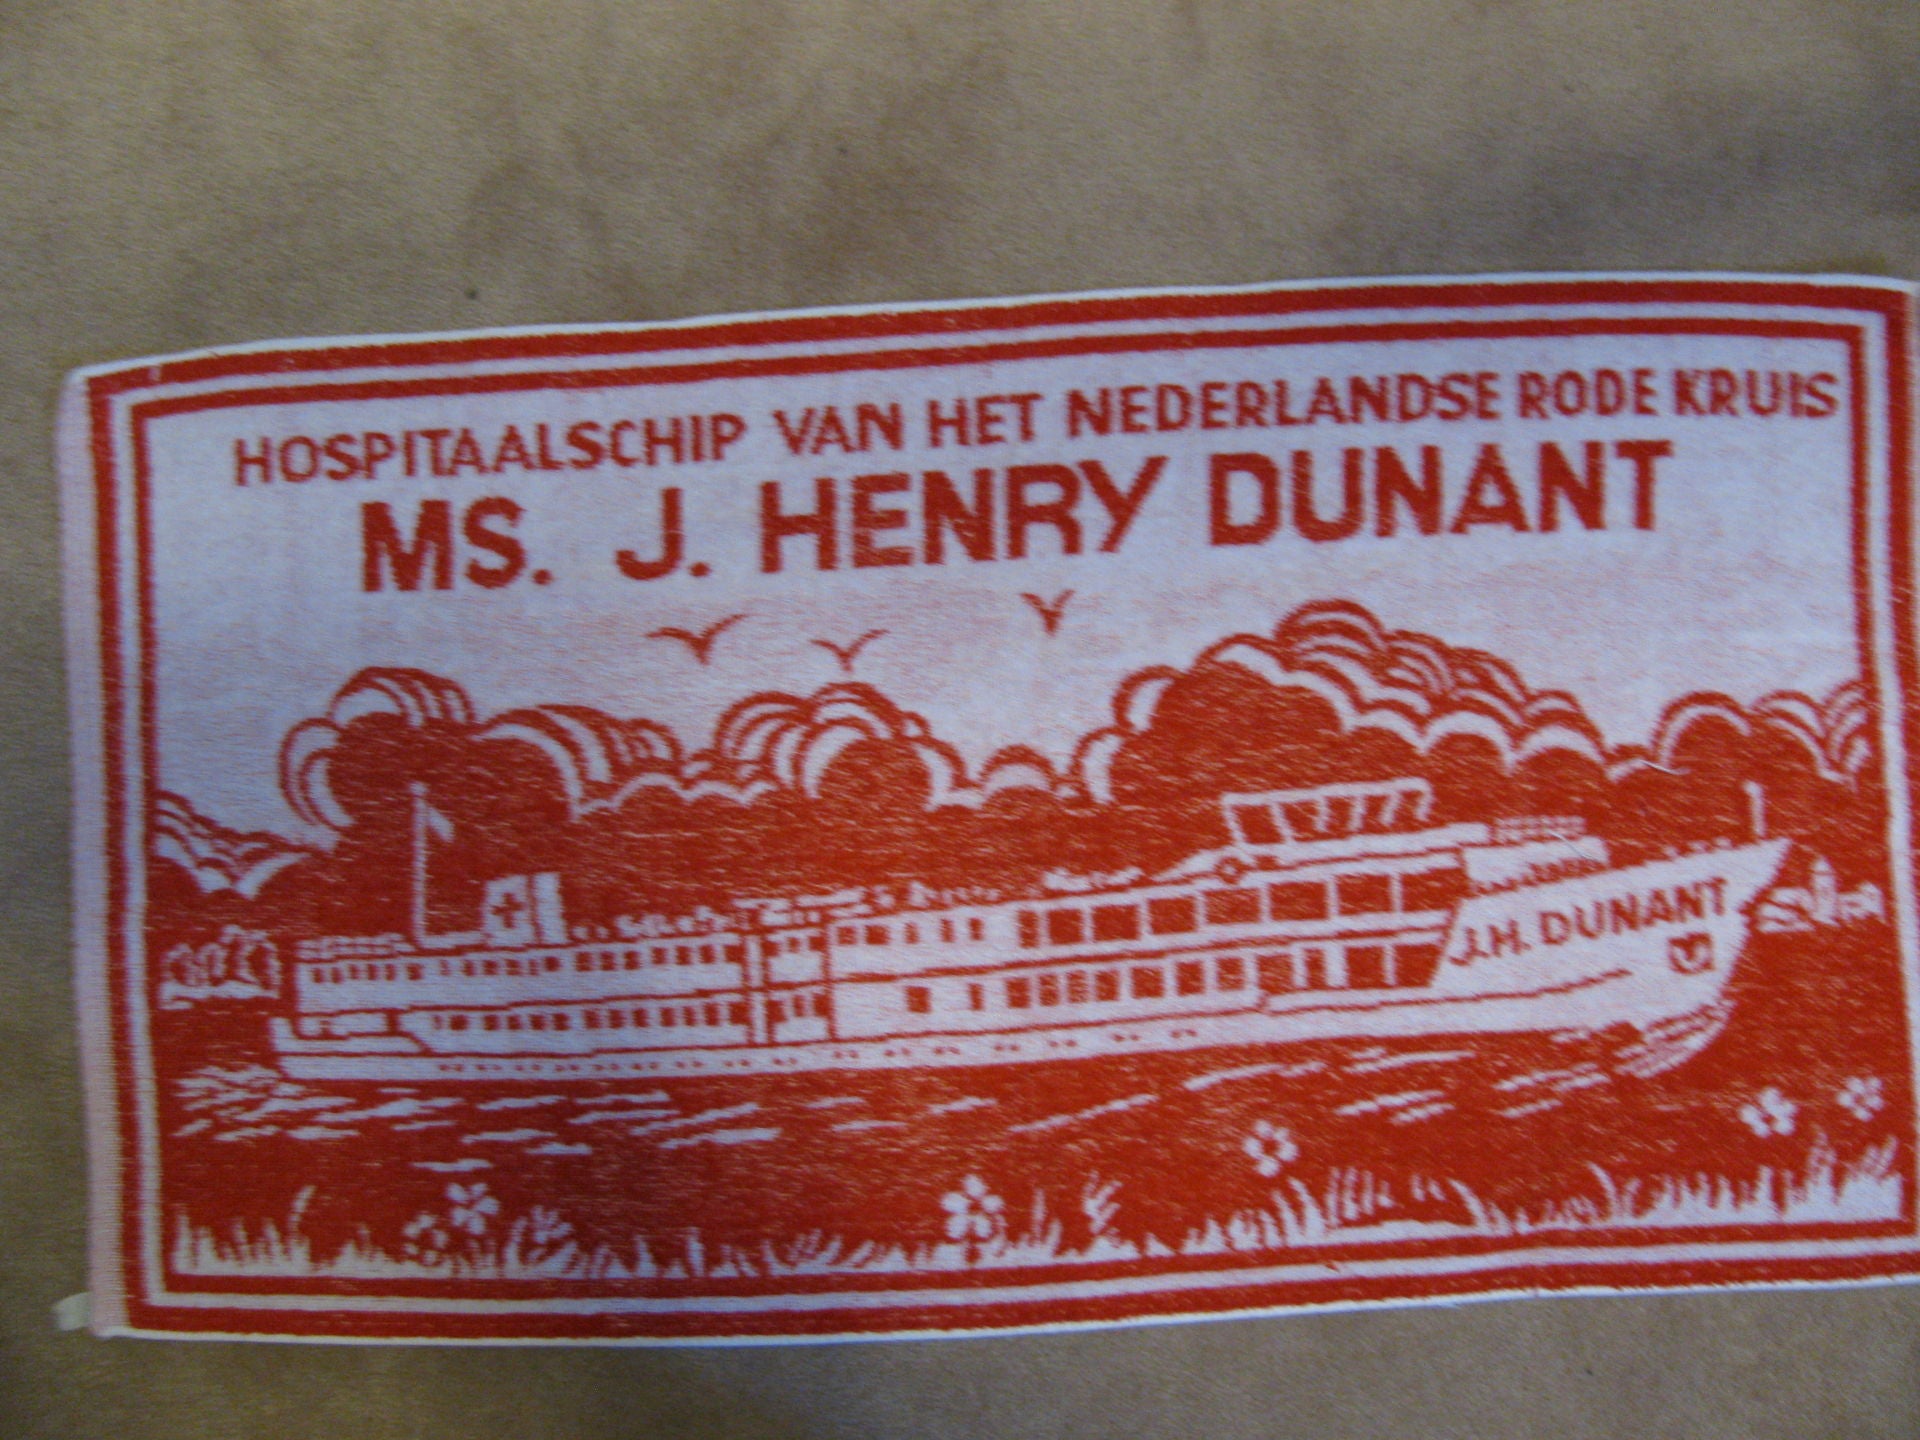 HOSPITAALSCHIP VAN HET NEDERLANDSE RODE KRUIS
MS. J. HENRY DUNANT
J.H. DUNANT